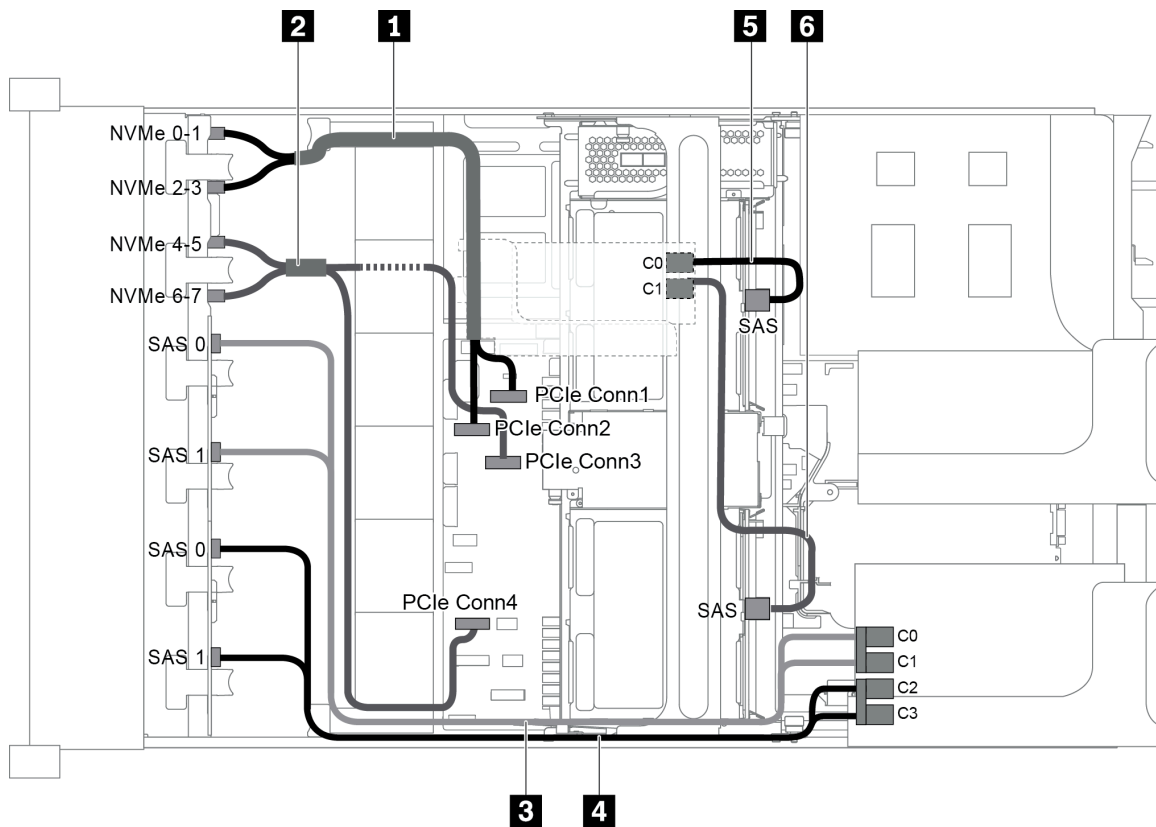 2
1
5
6
NVMe 0-1
NVMe 2-3
NVMe 4-5
NVMe 6-7
SAS 0
SAS 1
SAS 0
SAS 1
C0
C1
SAS
PCIe Conn1
PCIe Conn2
PCIe Conn3
PCIe Conn4
SAS
C0
C1
C2
C3
3
4